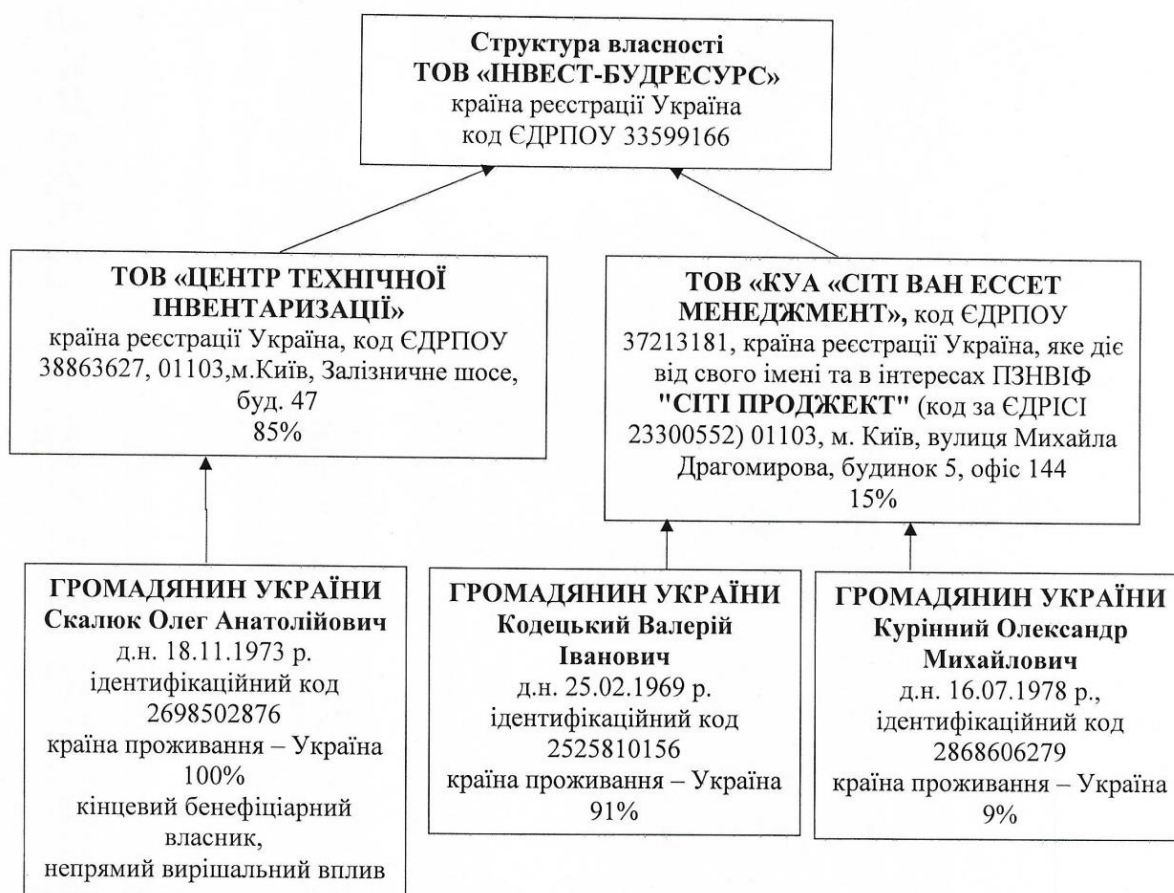 Структура власності
ТОВ «ІНВЕСТ-БУДРЕСУРС»
країна реєстрації Україна
код ЄДРПОУ 33599166
ТОВ «ЦЕНТР ТЕХНІЧНОЇ
ІНВЕНТАРИЗАЦІЇ»
країна реєстрації Україна, код ЄДРПОУ
38863627, 01103,м.Київ, Залізничне шосе,
буд. 47
85%
ТОВ «КУА «СІТІ ВАН ЕССЕТ
МЕНЕДЖМЕНТ», код ЄДРПОУ
37213181, країна реєстрації Україна, яке діє
від свого імені та в інтересах ПЗНВІФ
"СІТІ ПРОДЖЕКТ" (код за ЄДРІСІ
23300552) 01103, м. Київ, вулиця Михайла
Драгомирова, будинок 5, офіс 144
15%
ГРОМАДЯНИН УКРАЇНИ
Скалюк Олег Анатолійович
д.н. 18.11.1973 р.
ідентифікаційний код
2698502876
країна проживання – Україна
100%
кінцевий бенефіціарний
власник,
непрямий вирішальний вплив
ГРОМАДЯНИН УКРАЇНИ
Кодецький Валерій
Іванович
д.н. 25.02.1969 р.
ідентифікаційний код
2525810156
країна проживання – Україна
91%
ГРОМАДЯНИН УКРАЇНИ
Курінний Олександр
Михайлович
д.н. 16.07.1978 р.,
ідентифікаційний код
2868606279
країна проживання – Україна
9%